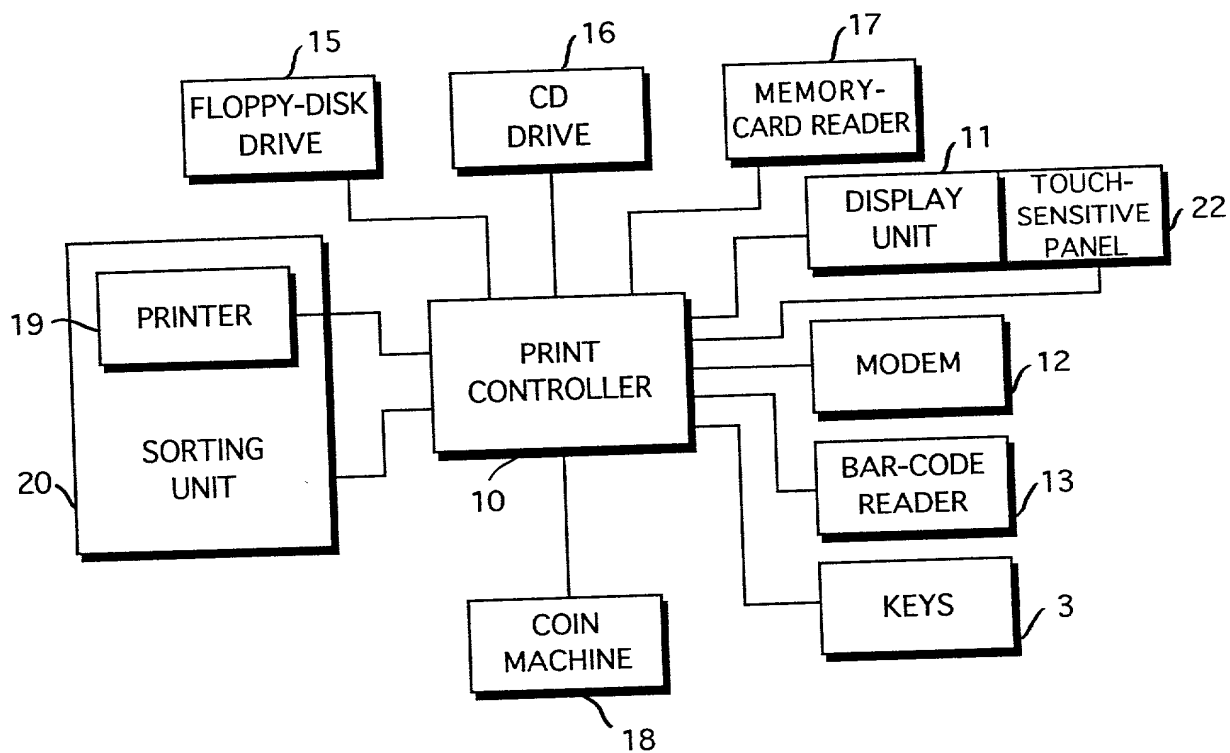 15
FLOPPY-DISK
DRIVE
16
CD
DRIVE
17
MEMORY-
CARD READER
11
DISPLAY
UNIT
TOUCH-
SENSITIVE
PANEL
22
19
PRINTER
SORTING
UNIT
20
PRINT
CONTROLLER
10
MODEM
12
BAR-CODE
READER
13
KEYS
3
COIN
MACHINE
18